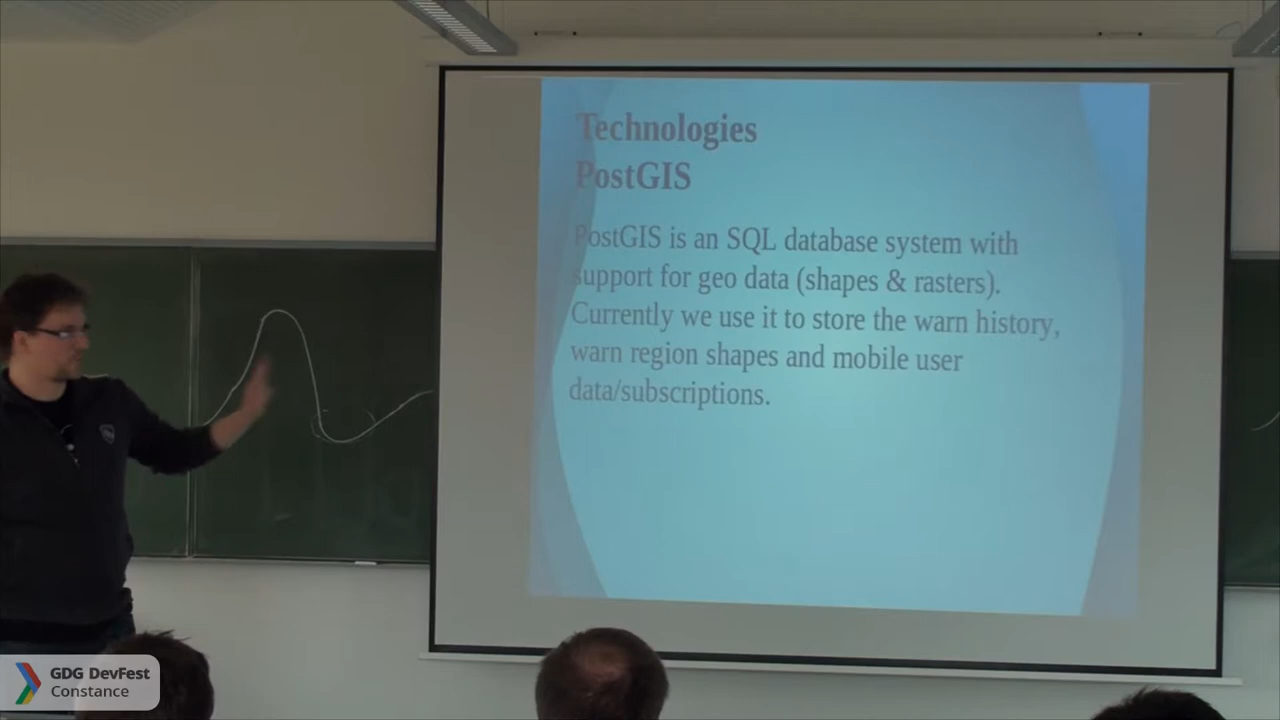 Technologies
PostGIS
PostGIS is an SQL database system with
support for geo data (shapes & rasters).
Currently we use it to store the warn history,
warn region shapes and mobile user
data/subscriptions.
GDG DevFest
Constance